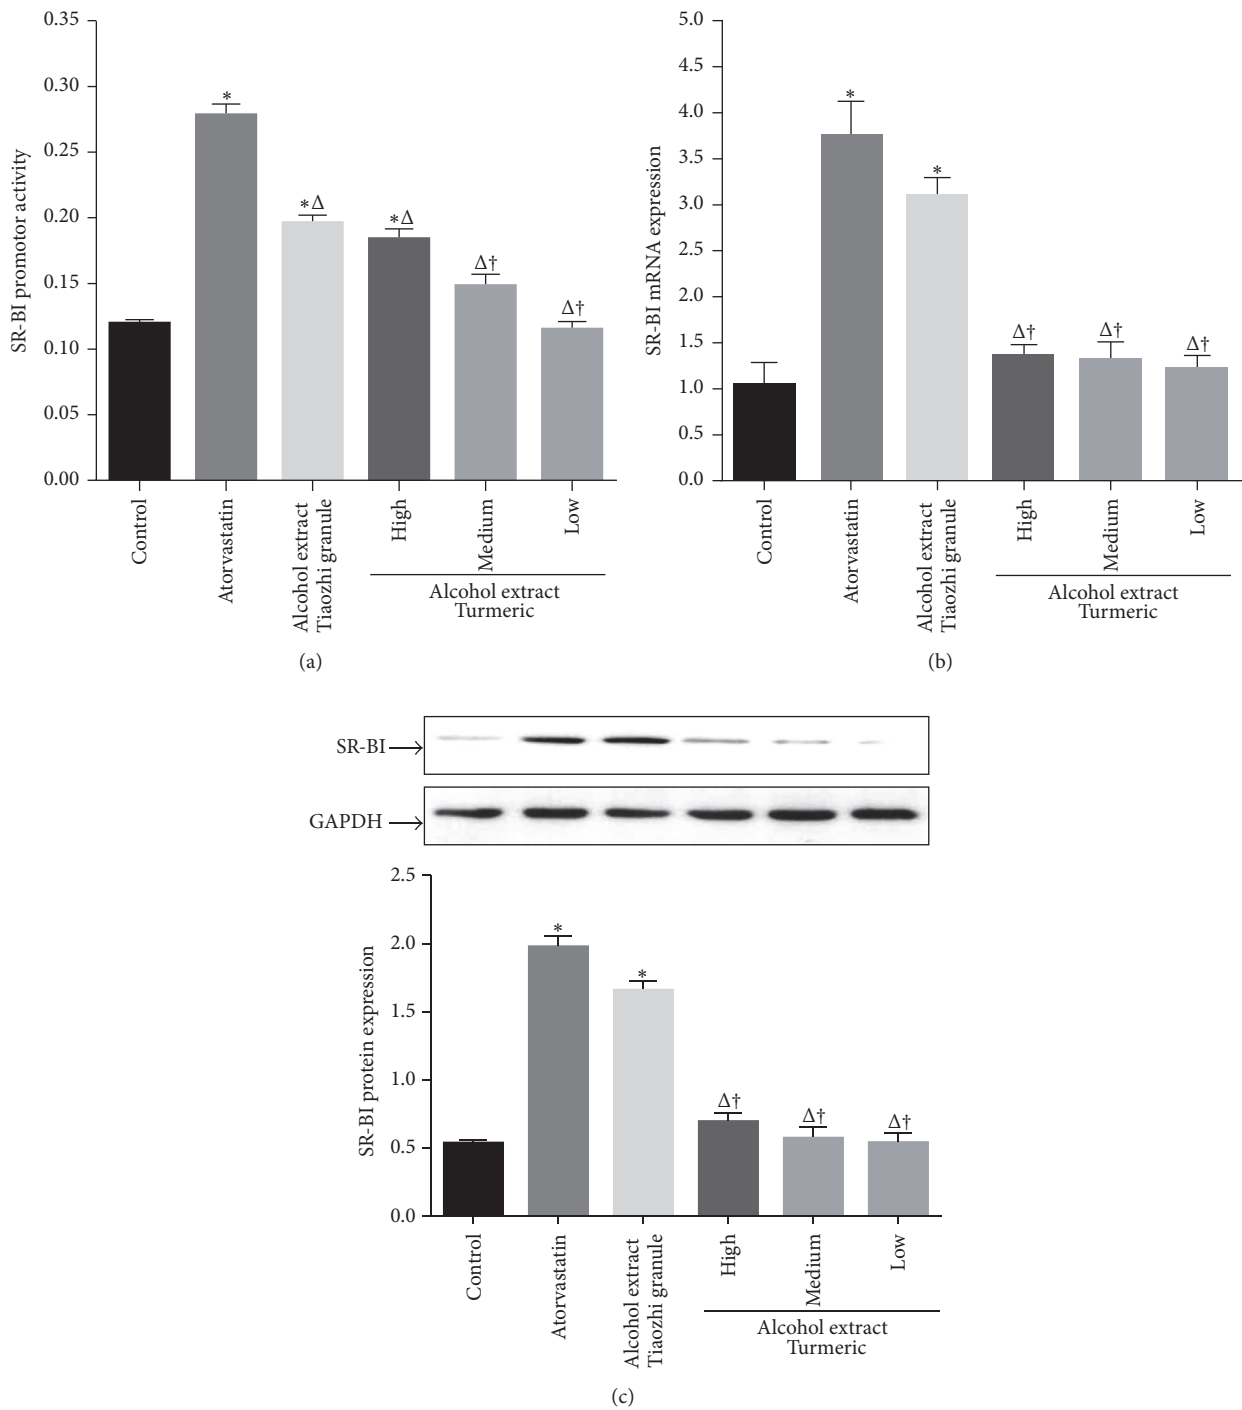 0.35
0.30
0.25
0.20
0.15
0.10
0.05
0.00
SR-BI promotor activity
*
*Δ
*Δ
Δ†
Δ†
Control
Atorvastatin
Alcohol extract
Tiaozhi granule
High
Medium
Low
Alcohol extract
Turmeric
(a)
5.0
4.5
4.0
3.5
3.0
2.5
2.0
1.5
1.0
0.5
0.0
SR-BI mRNA expression
*
*
Δ†
Δ†
Δ†
Control
Atorvastatin
Alcohol extract
Tiaozhi granule
High
Medium
Low
Alcohol extract
Turmeric
(b)
SR-BI
GAPDH
2.5
2.0
1.5
1.0
0.5
0.0
SR-BI protein expression
*
*
Δ†
Δ†
Δ†
Control
Atorvastatin
Alcohol extract
Tiaozhi granule
High
Medium
Low
Alcohol extract
Turmeric
(c)